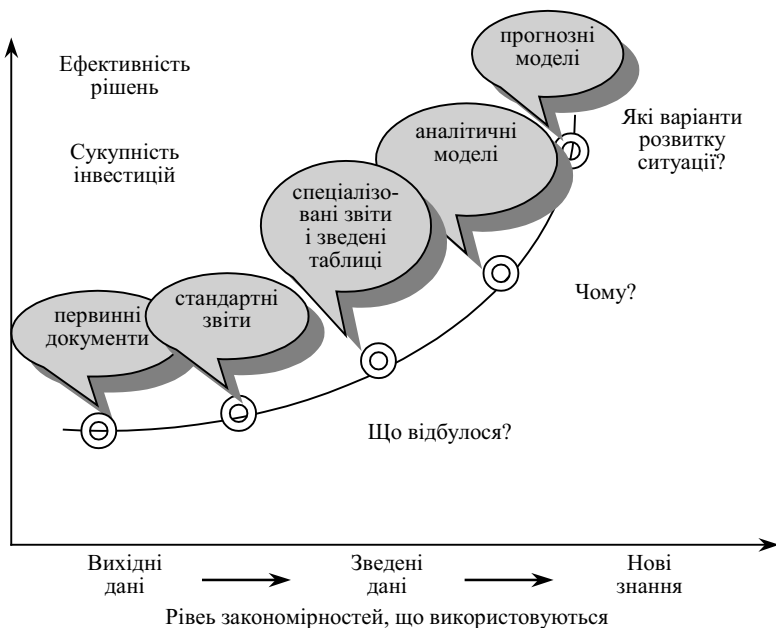 прогнозні
моделі
Ефективність
рішень
аналітичні
моделі
Які варіанти
розвитку
ситуації?
Сукупність
інвестицій
спеціалізо-
вані звіти
і зведені
таблиці
Чому?
стандартні
звіти
первинні
документи
Що відбулося?
Вихідні
дані
Зведені
дані
Нові
знання
Рівеь закономірностей, що використовуються